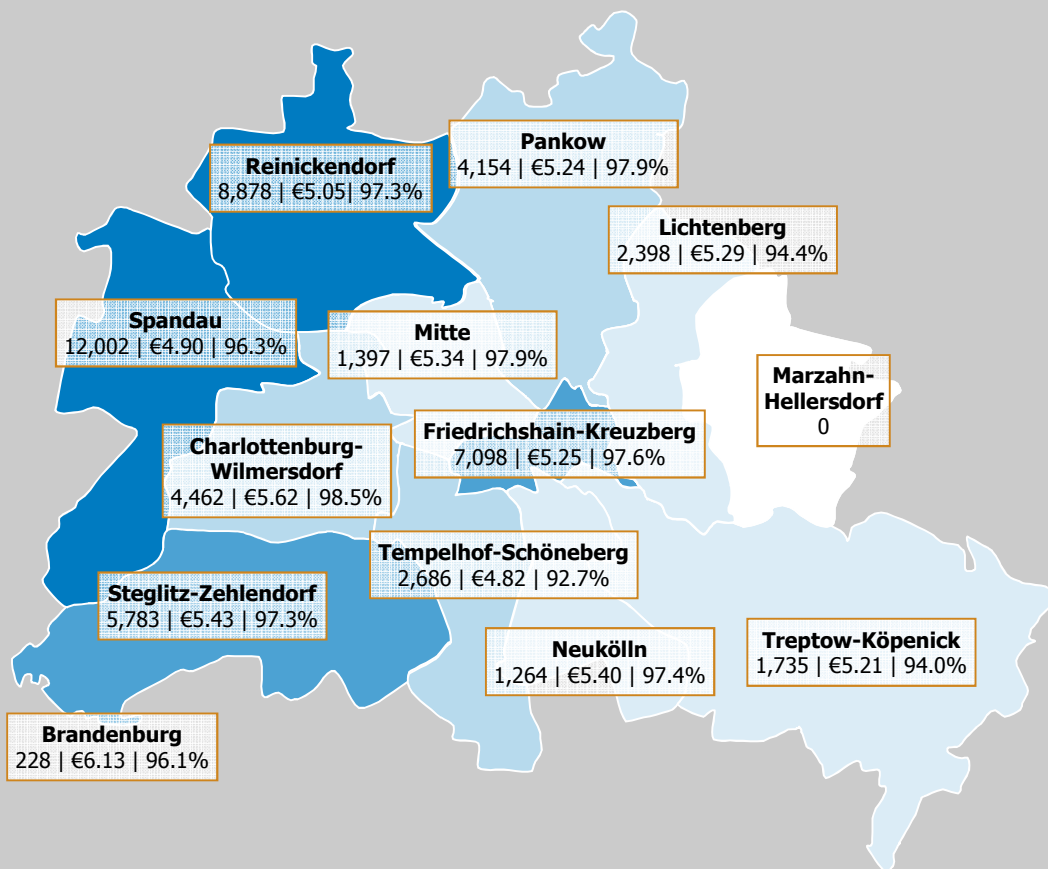 Reinickendorf
8,878 | €5.05| 97.3%
Pankow
4,154 | €5.24 | 97.9%
Lichtenberg
2,398 | €5.29 | 94.4%
Spandau
12,002 | €4.90 | 96.3%
Mitte
1,397 | €5.34 | 97.9%
Marzahn-
Hellersdorf
0
Charlottenburg-
Wilmersdorf
4,462 | €5.62 | 98.5%
Friedrichshain-Kreuzberg
7,098 | €5.25 | 97.6%
Tempelhof-Schöneberg
2,686 | €4.82 | 92.7%
Steglitz-Zehlendorf
5,783 | €5.43 | 97.3%
Neukölln
1,264 | €5.40 | 97.4%
Treptow-Köpenick
1,735 | €5.21 | 94.0%
Brandenburg
228 | €6.13 | 96.1%